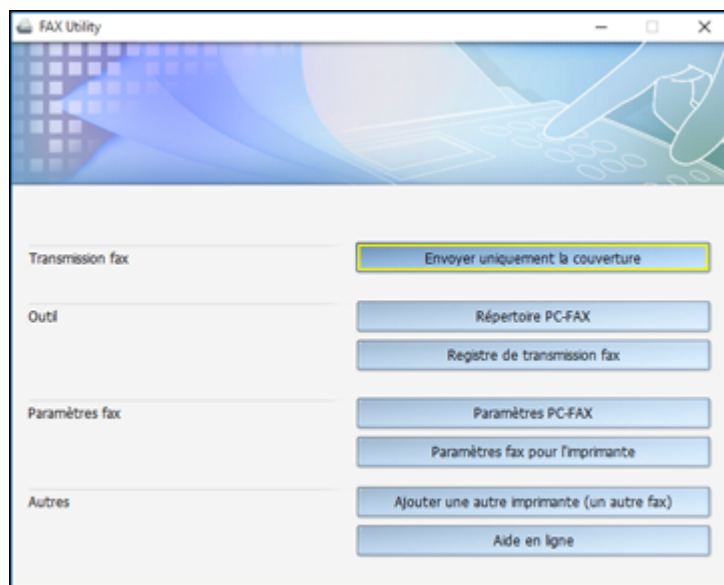 FAX Utility
Transmission fax
Envoyer uniquement la couverture
Outil
Répertoire PC-FAX
Registre de transmission fax
Paramètres fax
Paramètres PC-FAX
Paramètres fax pour l'imprimante
Autres
Ajouter une autre imprimante (un autre fax)
Aide en ligne